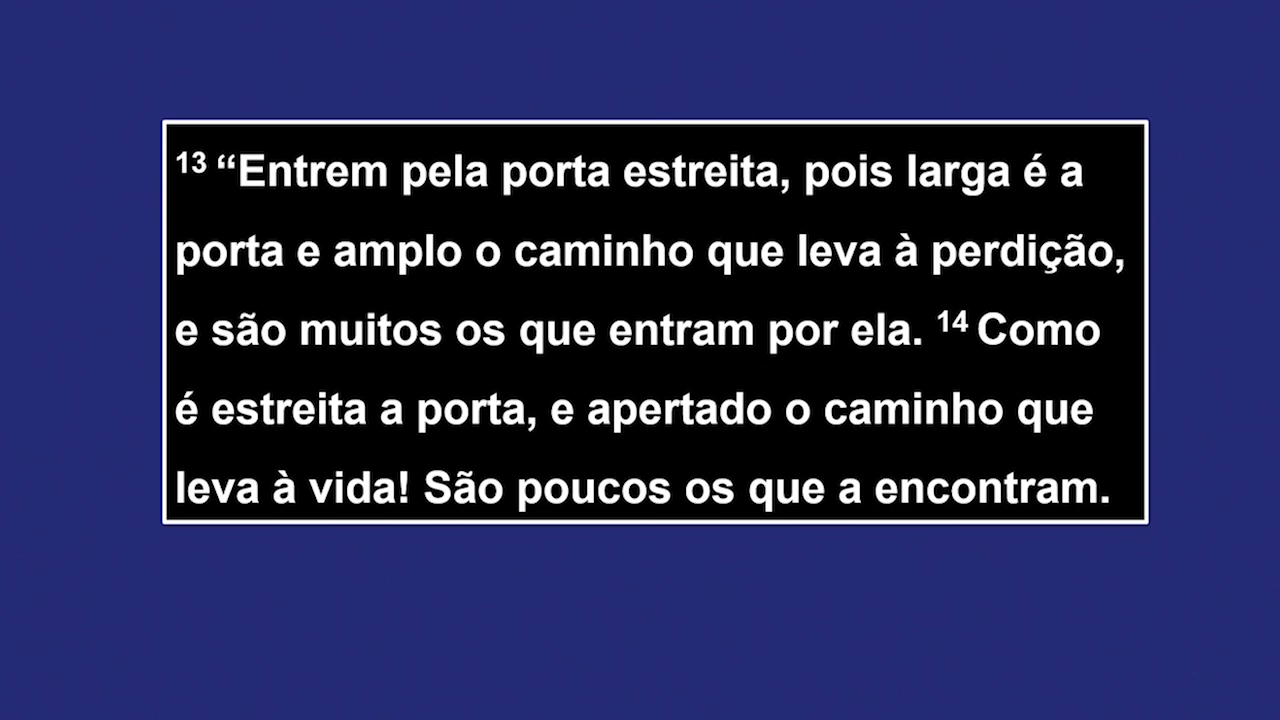 13 “Entrem pela porta estreita, pois larga é a
porta e amplo o caminho que leva à perdição,
e são muitos os que entram por ela. 14 Como
é estreita a porta, e apertado o caminho que
leva à vida! São poucos os que a encontram.